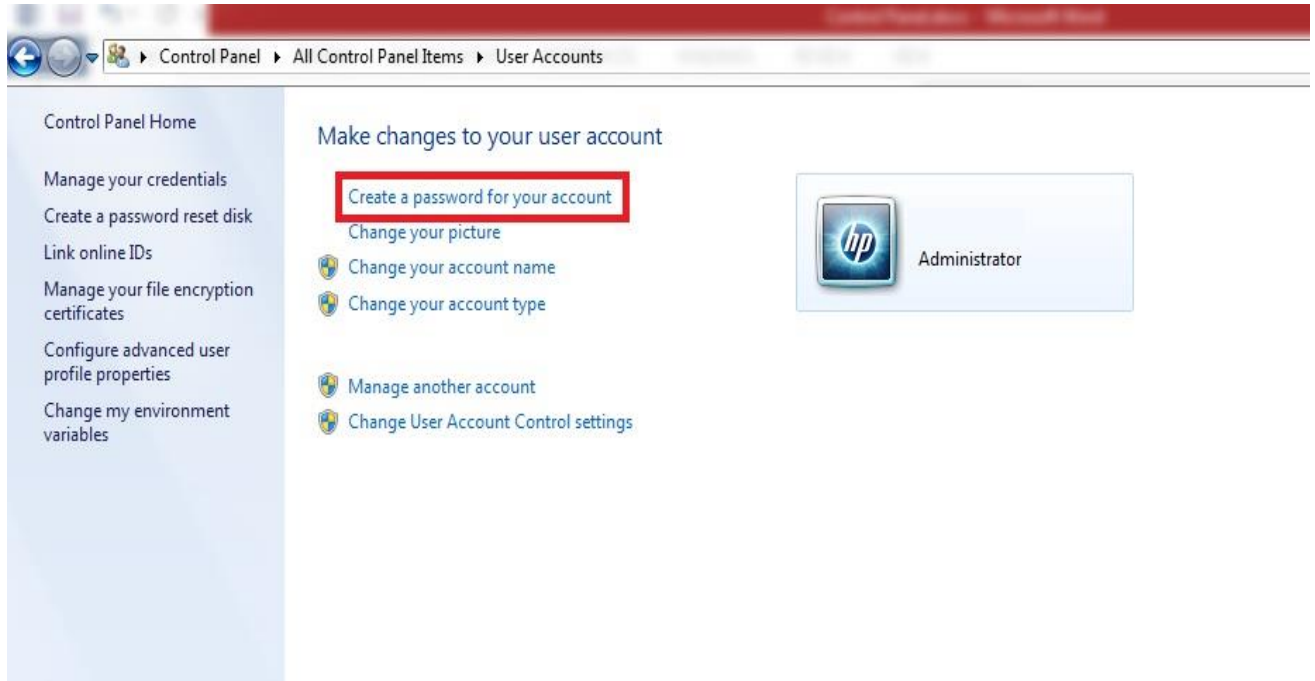 Control Panel All Control Panel Items User Accounts
Control Panel Home
Manage your credentials
Create a password reset disk
Link online IDs
Manage your file encryption
certificates
Configure advanced user
profile properties
Change my environment
variables
Make changes to your user account
Create a password for your account
Change your picture
Change your account name
Change your account type
Manage another account
Change User Account Control settings
hp
Administrator